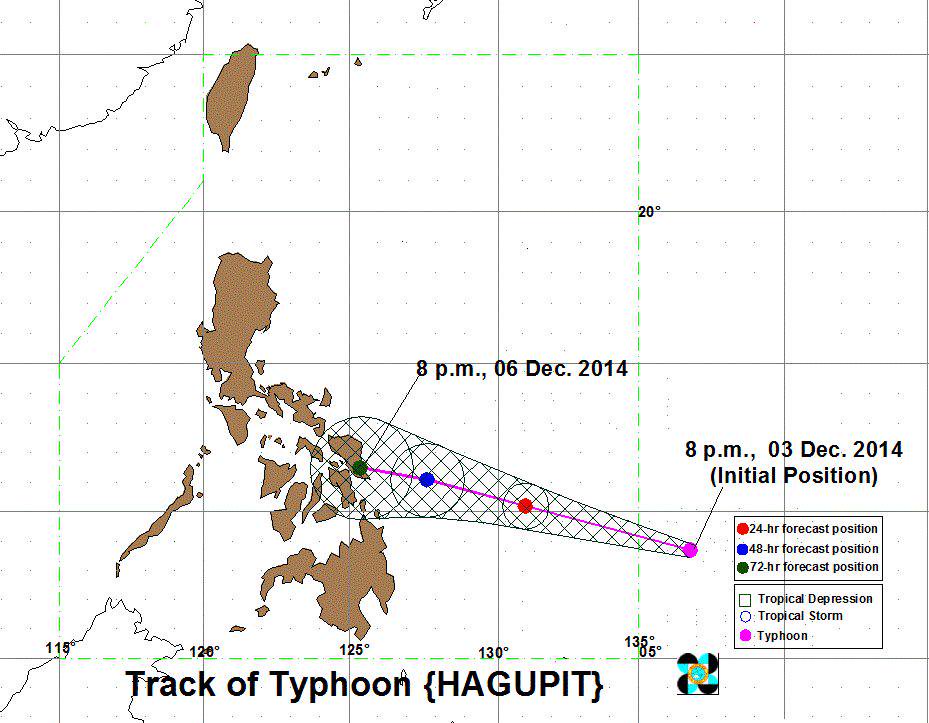 20°
8 p.m., 06 Dec. 2014
8 p.m., 03 Dec. 2014
(Initial Position)
24-hr forecast position
48-hr forecast position
72-hr forecast position
Tropical Depression
Tropical Storm
Typhoon
115°
120°
125°
130°
135°
05°
Track of Typhoon {HAGUPIT}